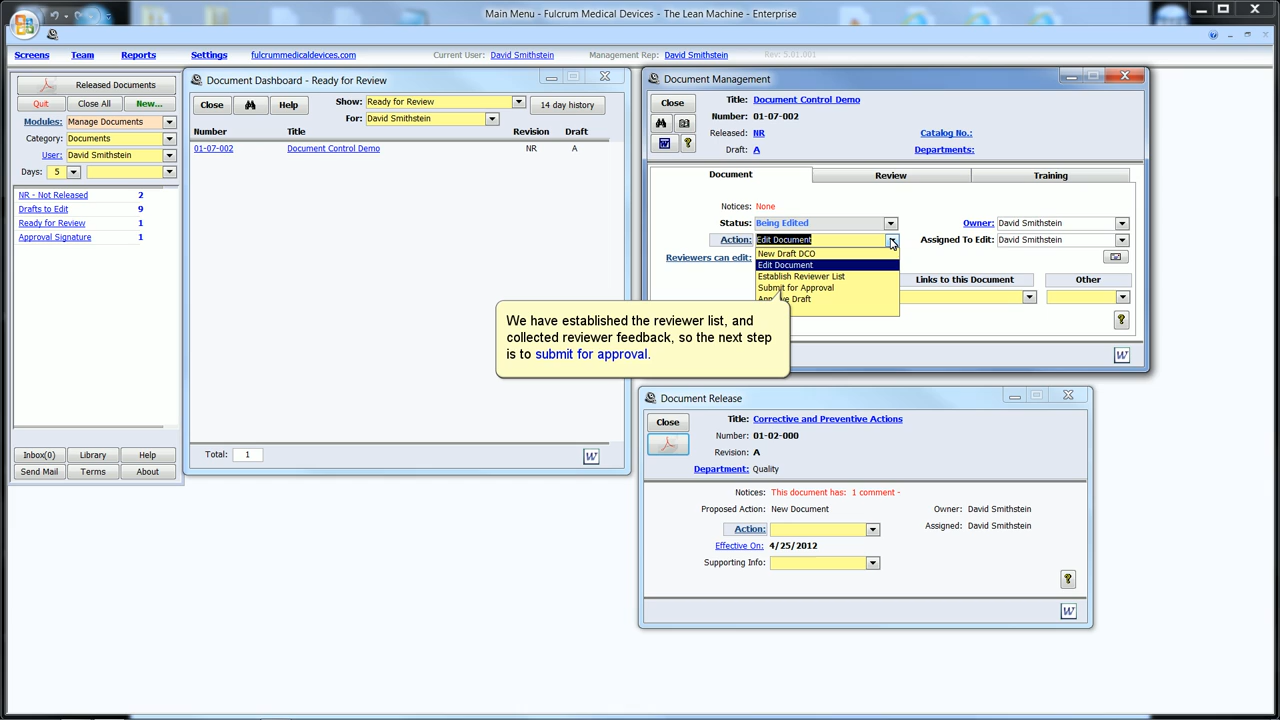 Main Menu - Fulcrum Medical Devices - The Lean Machine - Enterprise
Screens Team Reports Settings fulcrummedicaldevices.com Current User: David Smithstein Management Rep: David Smithstein Rev: 5.01.001
Released Documents
Quit Close All New...
Modules: Manage Documents
Category: Documents
User: David Smithstein
Days: 5
NR - Not Released 2
Drafts to Edit 9
Ready for Review 1
Approval Signature 1
Inbox(0) Library Help
Send Mail Terms About
Document Dashboard - Ready for Review
Close Help Show: Ready for Review 14 day history
For: David Smithstein
Number Title Revision Draft
01-07-002 Document Control Demo NR A
Total: 1
Document Management
Close Title: Document Control Demo
Number: 01-07-002
Released: NR Catalog No.:
Draft: A Departments:
Document Review Training
Notices: None
Status: Being Edited Owner: David Smithstein
Action: Edit Document Assigned To Edit: David Smithstein
New Draft DCO
Reviewers can edit:
Edit Document
Establish Reviewer List
Links to this Document Other
Submit for Approval
We have established the reviewer list, and
collected reviewer feedback, so the next step
is to submit for approval.
Document Release
Close Title: Corrective and Preventive Actions
Number: 01-02-000
Revision: A
Department: Quality
Notices: This document has: 1 comment -
Proposed Action: New Document Owner: David Smithstein
Action: Assigned: David Smithstein
Effective On: 4/25/2012
Supporting Info: